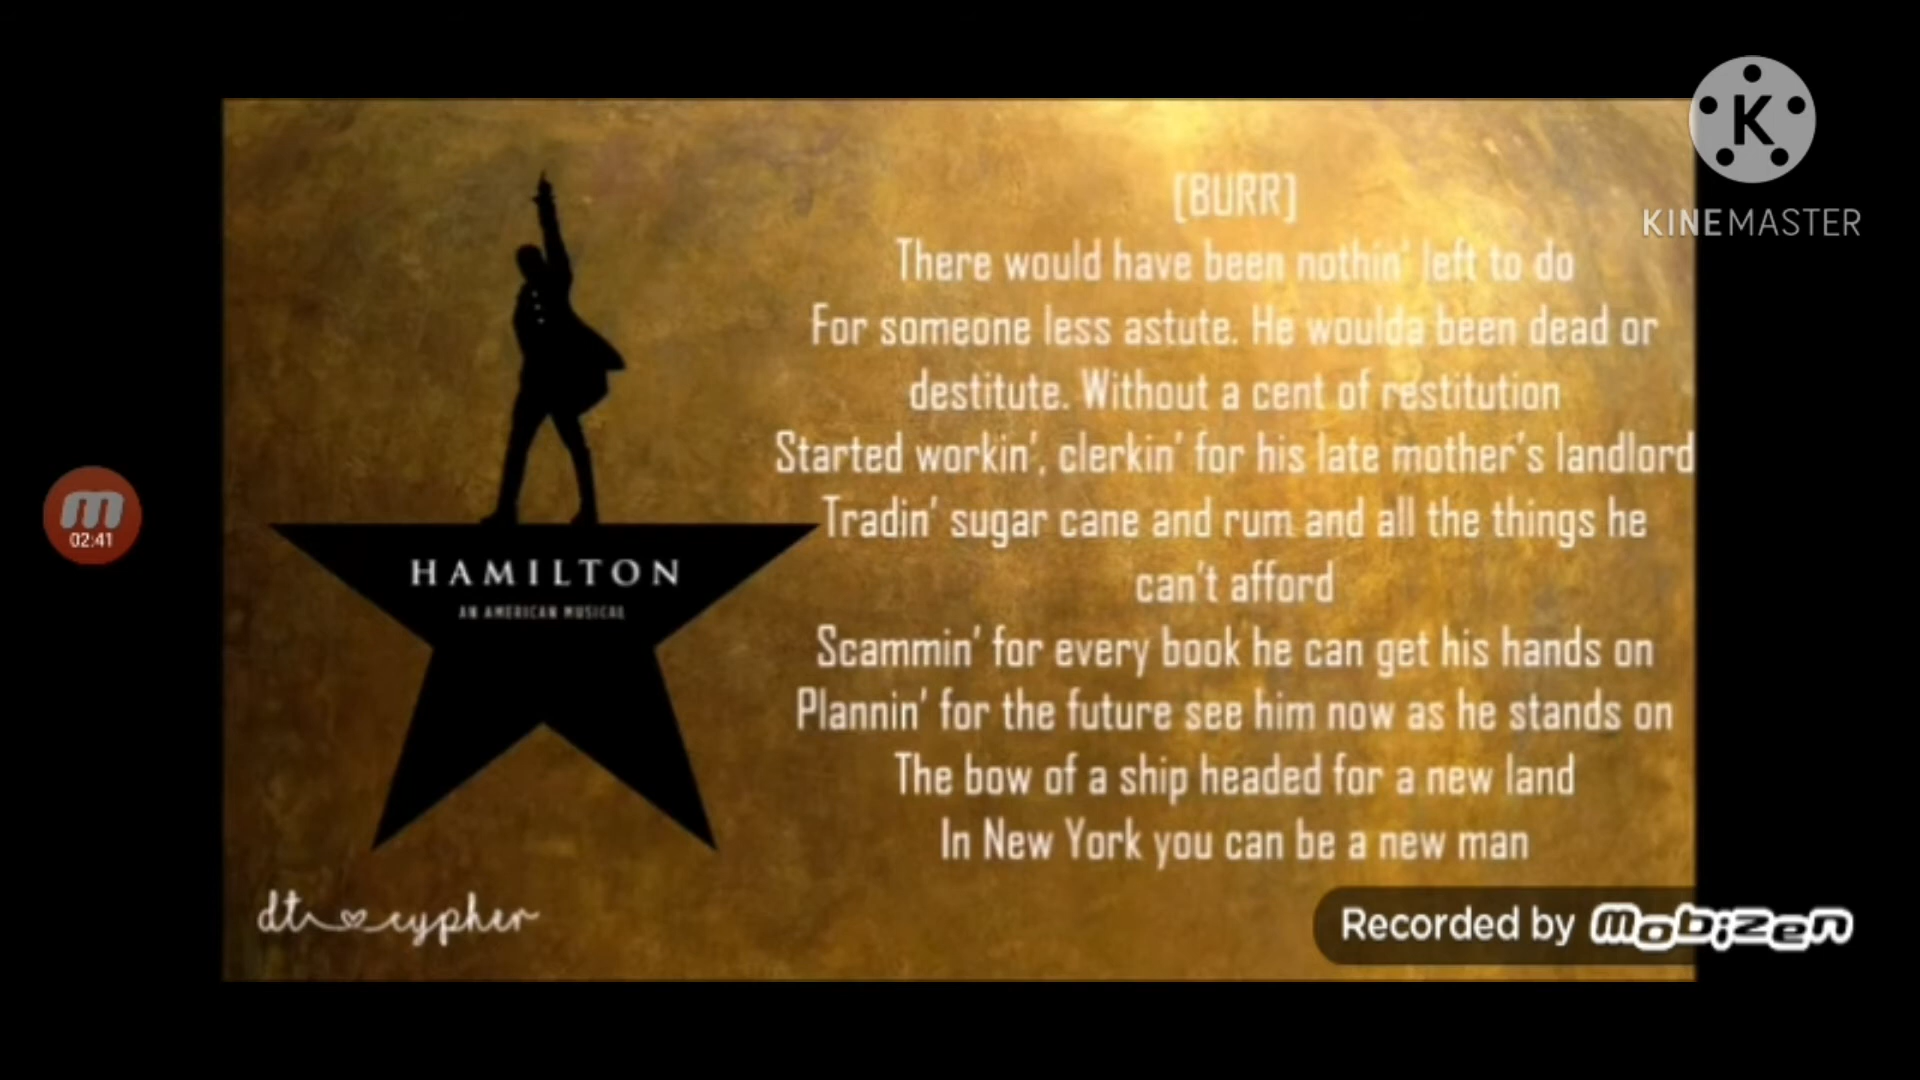 K
KINEMASTER
[BURR]
There would have been nothin' left to do
For someone less astute. He woulda been dead or
destitute. Without a cent of restitution
Started workin', clerkin' for his late mother's landlord
Tradin' sugar cane and rum and all the things he
can't afford
Scammin' for every book he can get his hands on
Plannin' for the future see him now as he stands on
The bow of a ship headed for a new land
In New York you can be a new man
m
02:41
HAMILTON
AN AMERICAN MUSICAL
dt cypher
Recorded by mobizen